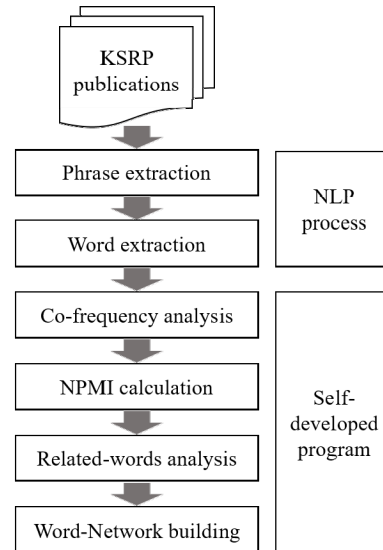 KSRP
publications
Phrase extraction
NLP
process
Word extraction
Co-frequency analysis
NPMI calculation
Self-
developed
program
Related-words analysis
Word-Network building